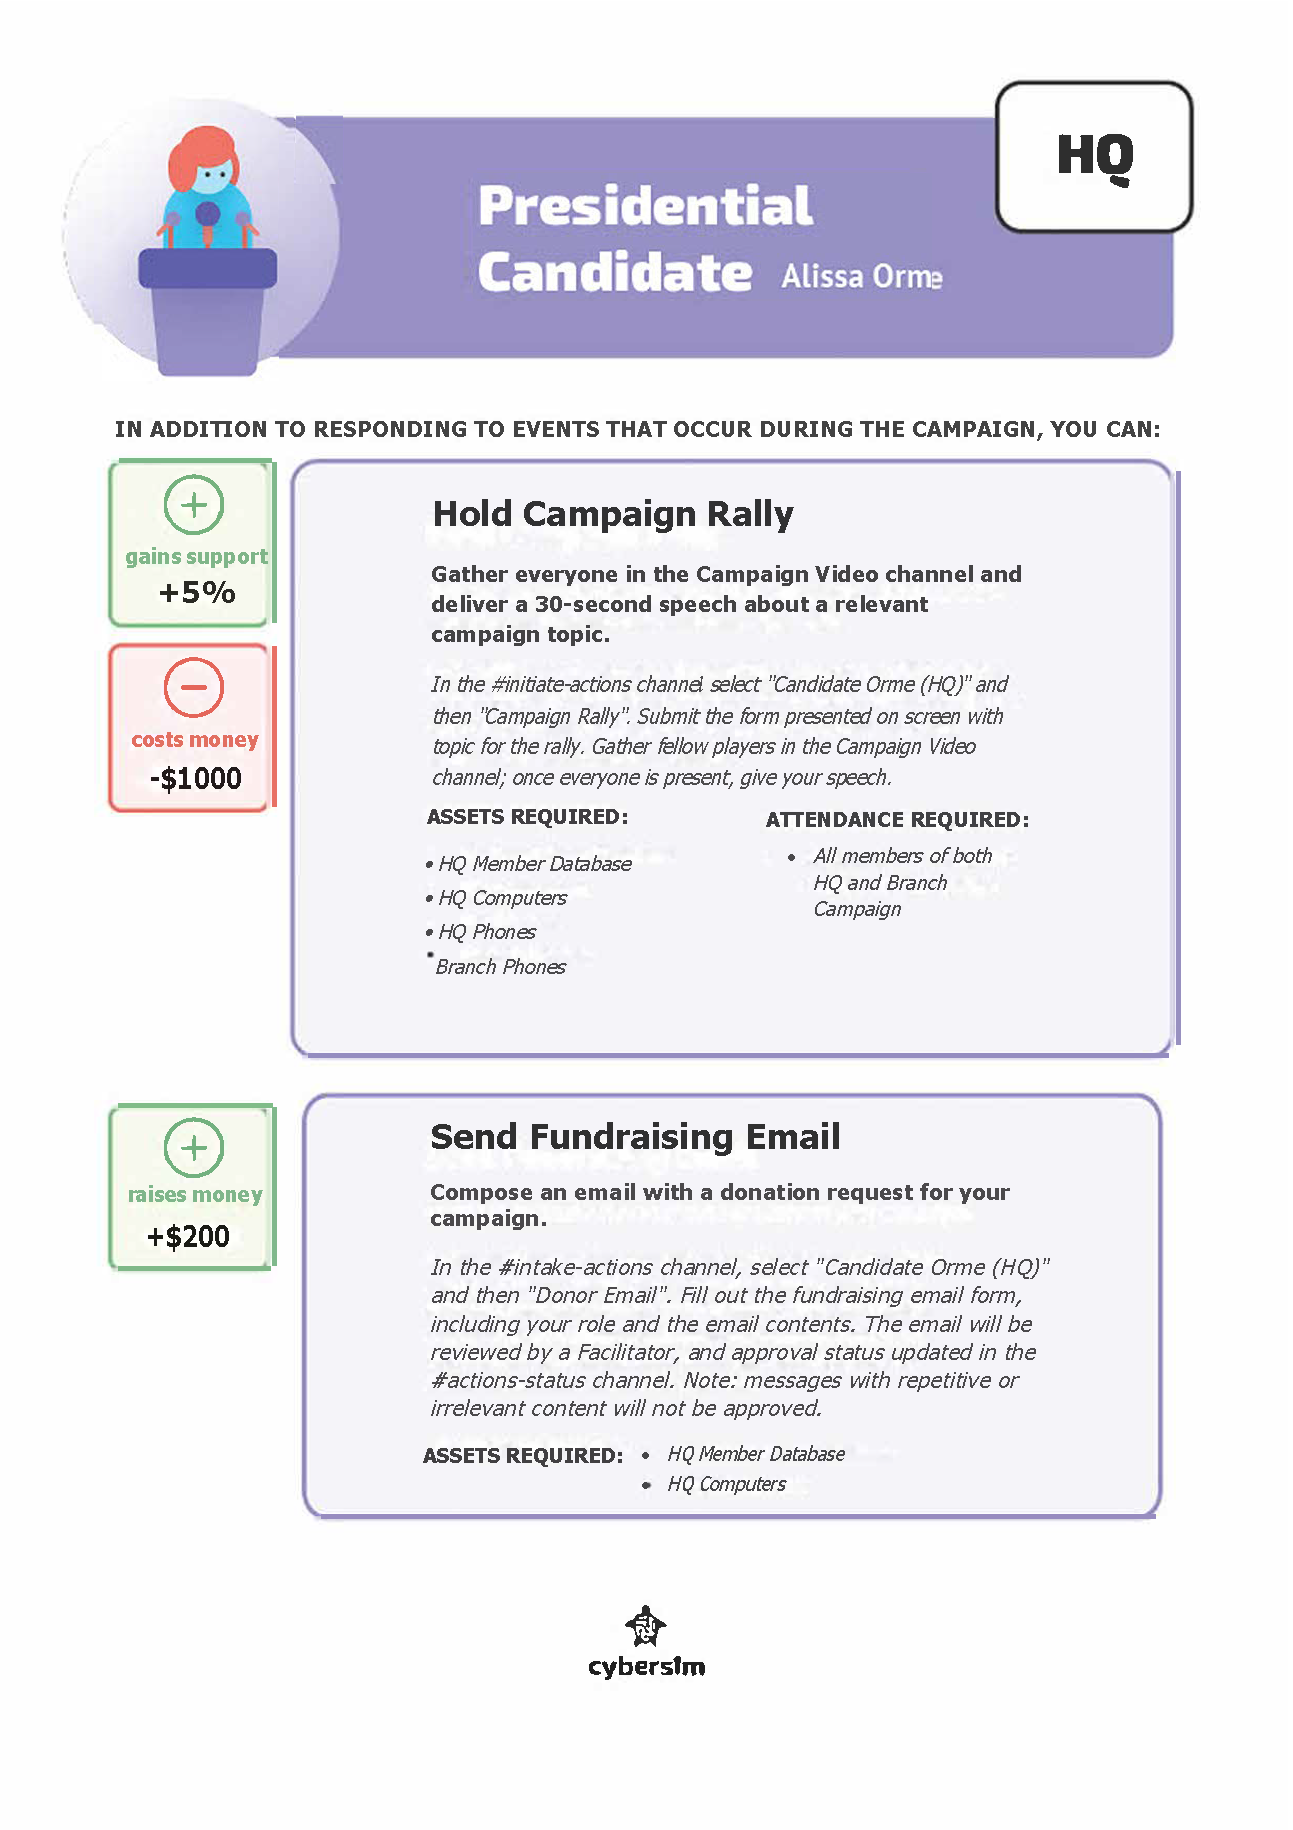 HQ
Presidential
Candidate Alissa Orme
IN ADDITION TO RESPONDING TO EVENTS THAT OCCUR DURING THE CAMPAIGN, YOU CAN:
gains support
+5%
costs money
-$1000
Hold Campaign Rally
Gather everyone in the Campaign Video channel and
deliver a 30-second speech about a relevant
campaign topic.
In the #initiate-actions channel select "Candidate Orme (HQ)" and
then "Campaign Rally". Submit the form presented on screen with
topic for the rally. Gather fellow players in the Campaign Video
channel; once everyone is present, give your speech.
ASSETS REQUIRED:
• HQ Member Database
• HQ Computers
• HQ Phones
• Branch Phones
ATTENDANCE REQUIRED:
• All members of both
HQ and Branch
Campaign
raises money
+$200
Send Fundraising Email
Compose an email with a donation request for your
campaign.
In the #intake-actions channel, select "Candidate Orme (HQ)"
and then "Donor Email". Fill out the fundraising email form,
including your role and the email contents. The email will be
reviewed by a Facilitator, and approval status updated in the
#actions-status channel. Note: messages with repetitive or
irrelevant content will not be approved.
ASSETS REQUIRED: • HQ Member Database
• HQ Computers
cybersim